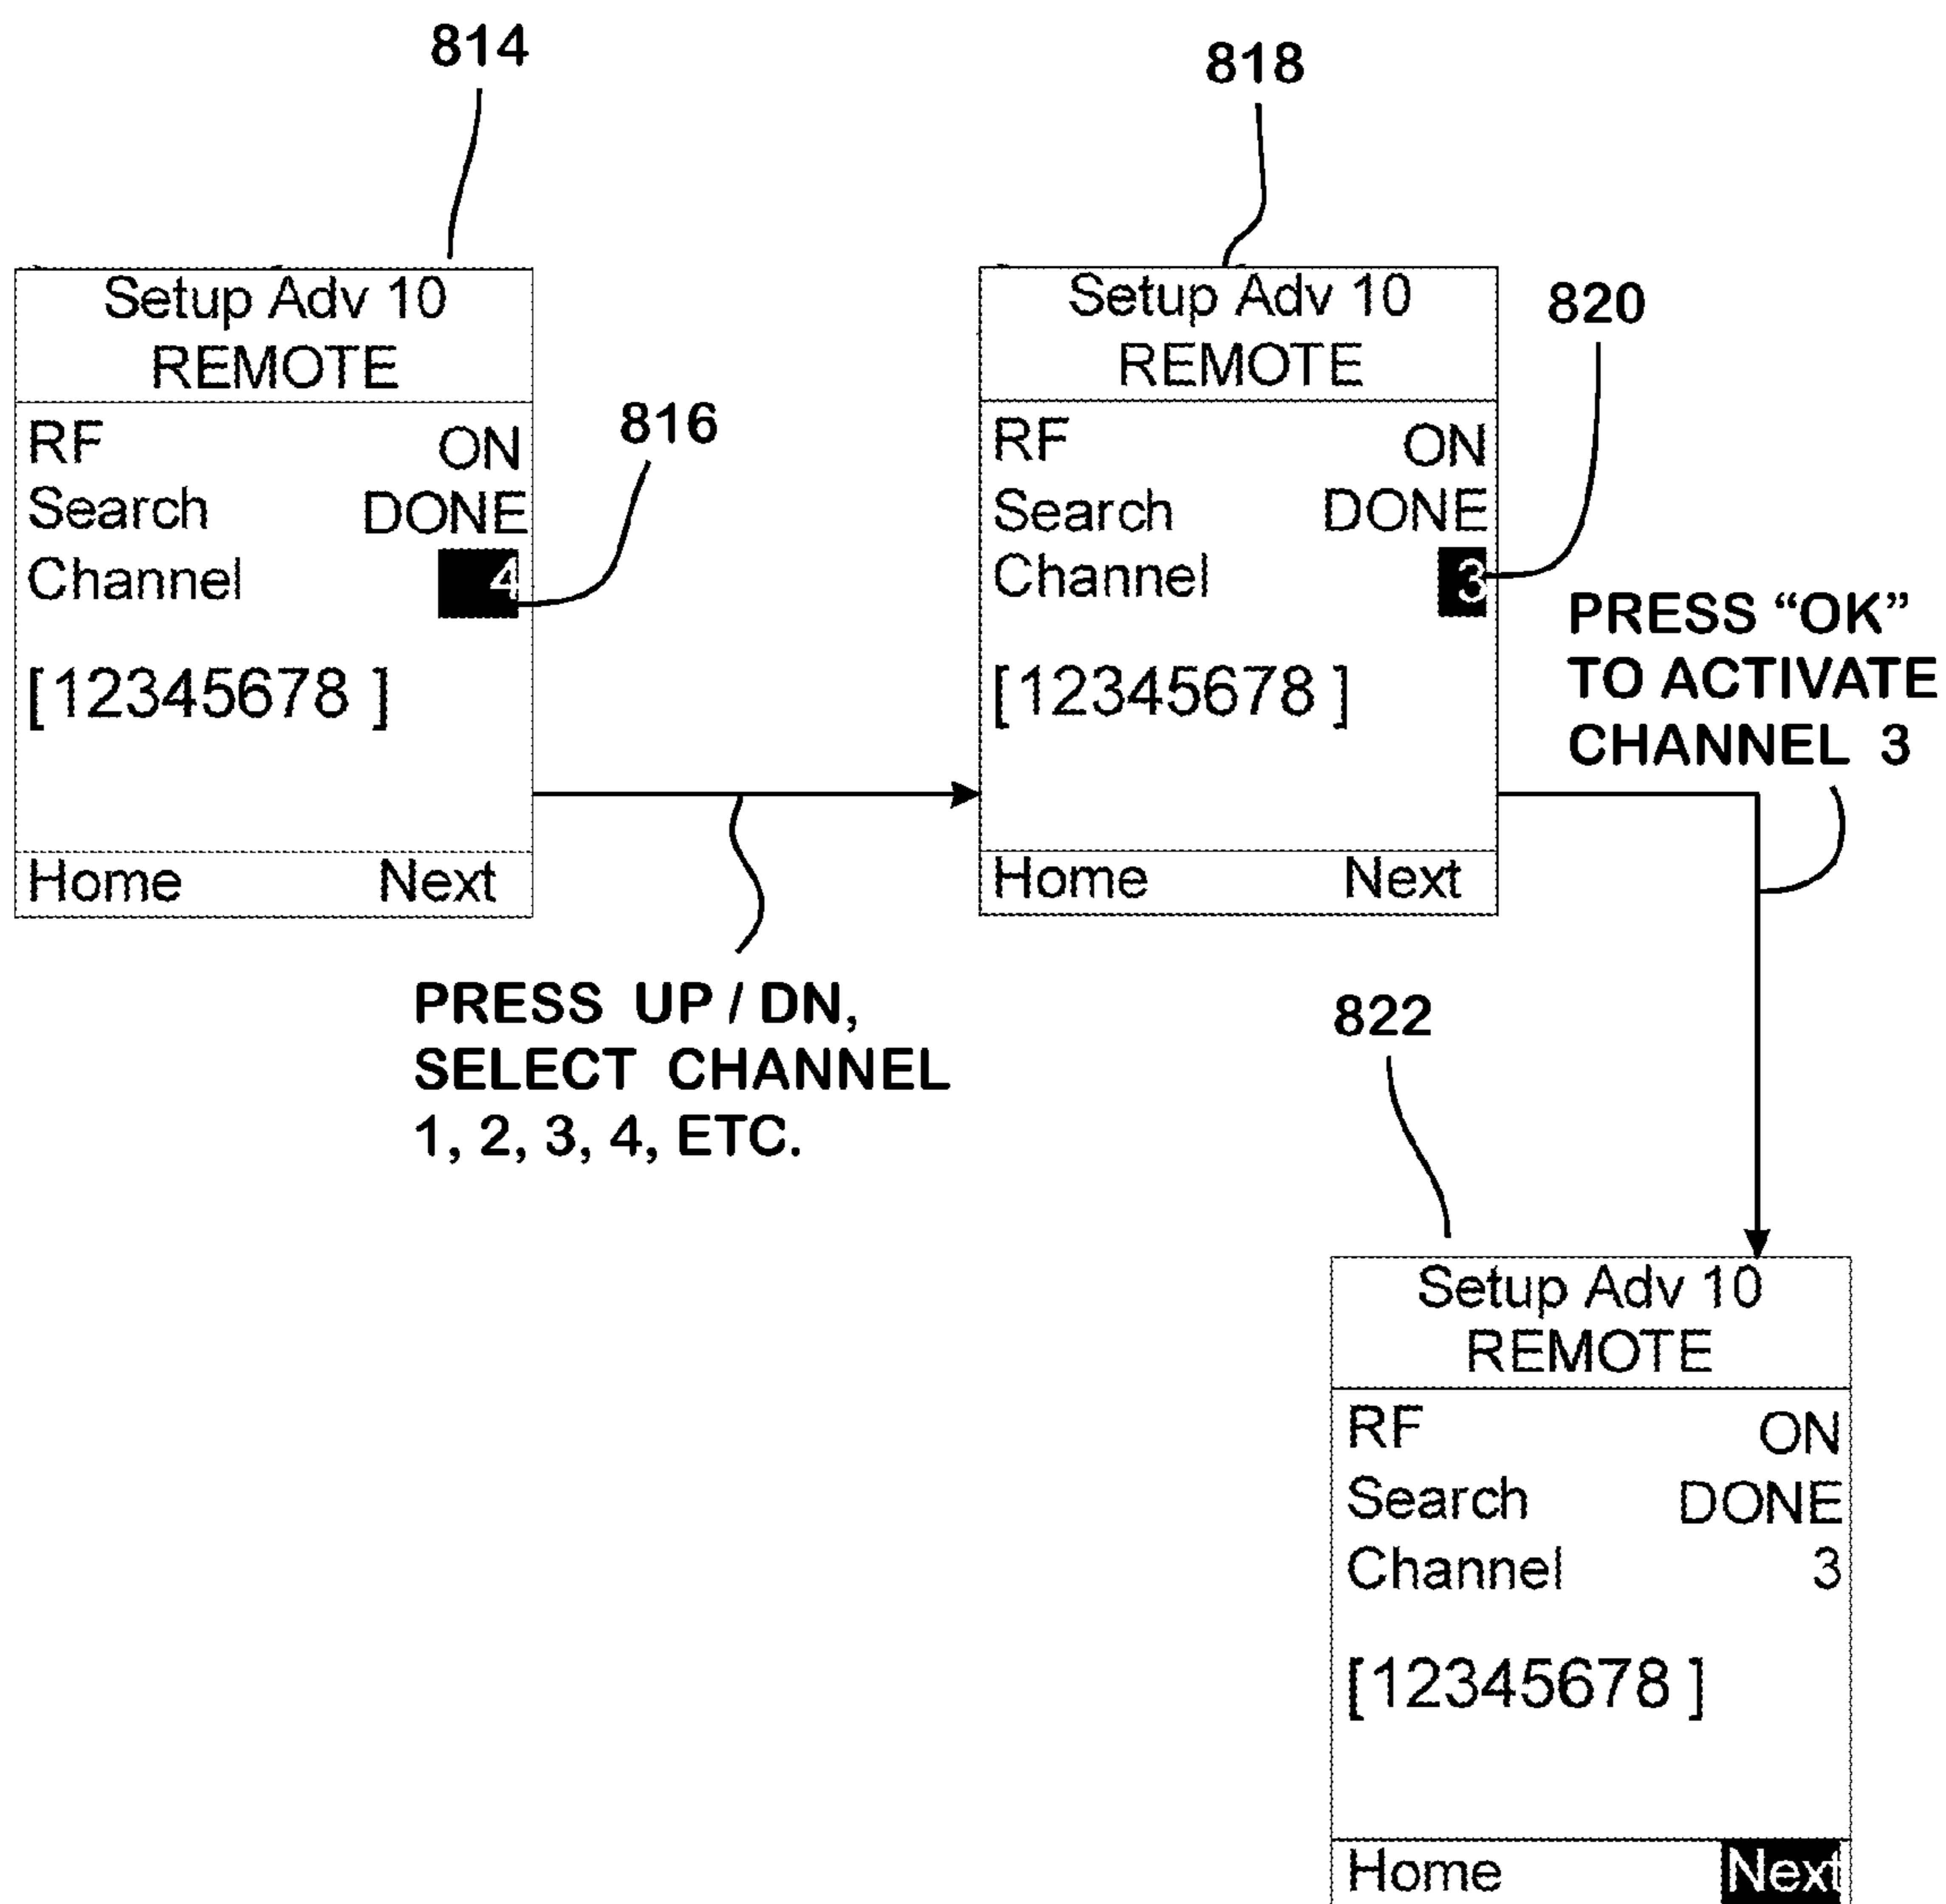 814
Setup Adv 10
REMOTE
RF ON
Search DONE
Channel 4
[12345678 ]
Home Next
816
PRESS UP / DN,
SELECT CHANNEL
1, 2, 3, 4, ETC.
818
Setup Adv 10
REMOTE
RF ON
Search DONE
Channel 3
[12345678 ]
Home Next
820
PRESS “OK”
TO ACTIVATE
CHANNEL 3
822
Setup Adv 10
REMOTE
RF ON
Search DONE
Channel 3
[12345678 ]
Home Next